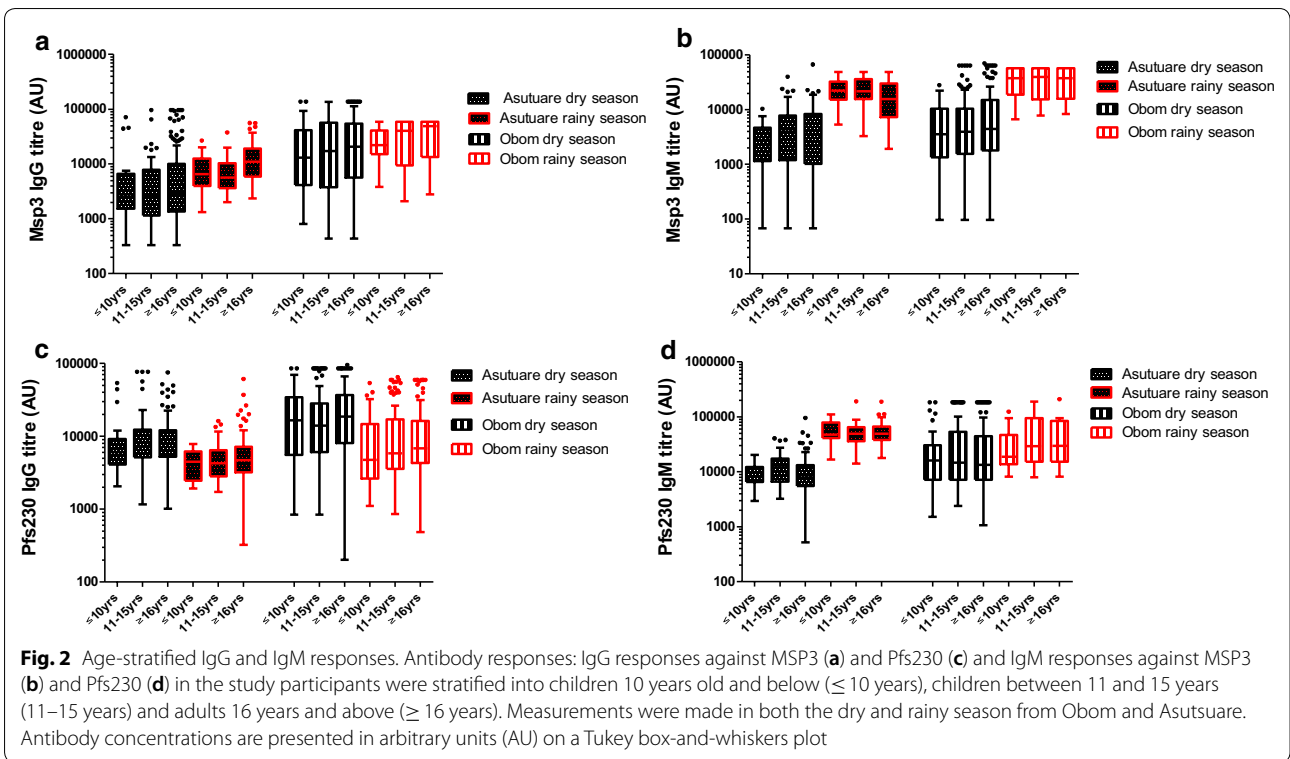 a
1000000
100000
10000
1000
100
Msp3 IgG titre (AU)
≤10yrs 11-15yrs ≥16yrs ≤10yrs 11-15yrs ≥16yrs ≤10yrs 11-15yrs ≥16yrs ≤10yrs 11-15yrs ≥16yrs
Asutuare dry season
Asutuare rainy season
Obom dry season
Obom rainy season
b
100000
100000
10000
1000
100
10
Msp3 IgM titre (AU)
≤10yrs 11-15yrs ≥16yrs ≤10yrs 11-15yrs ≥16yrs ≤10yrs 11-15yrs ≥16yrs ≤10yrs 11-15yrs ≥16yrs
Asutuare dry season
Asutuare rainy season
Obom dry season
Obom rainy season
c
100000
10000
1000
100
Pfs230 IgG titre (AU)
≤10yrs 11-15yrs ≥16yrs ≤10yrs 11-15yrs ≥16yrs ≤10yrs 11-15yrs ≥16yrs ≤10yrs 11-15yrs ≥16yrs
Asutuare dry season
Asutuare rainy season
Obom dry season
Obom rainy season
d
1000000
100000
10000
1000
100
Pfs230 IgM titre (AU)
≤10yrs 11-15yrs ≥16yrs ≤10yrs 11-15yrs ≥16yrs ≤10yrs 11-15yrs ≥16yrs ≤10yrs 11-15yrs ≥16yrs
Asutuare dry season
Asutuare rainy season
Obom dry season
Obom rainy season
Fig. 2 Age-stratified IgG and IgM responses. Antibody responses: IgG responses against MSP3 (a) and Pfs230 (c) and IgM responses against MSP3
(b) and Pfs230 (d) in the study participants were stratified into children 10 years old and below (≤ 10 years), children between 11 and 15 years
(11–15 years) and adults 16 years and above (≥ 16 years). Measurements were made in both the dry and rainy season from Obom and Asutsuare.
Antibody concentrations are presented in arbitrary units (AU) on a Tukey box-and-whiskers plot